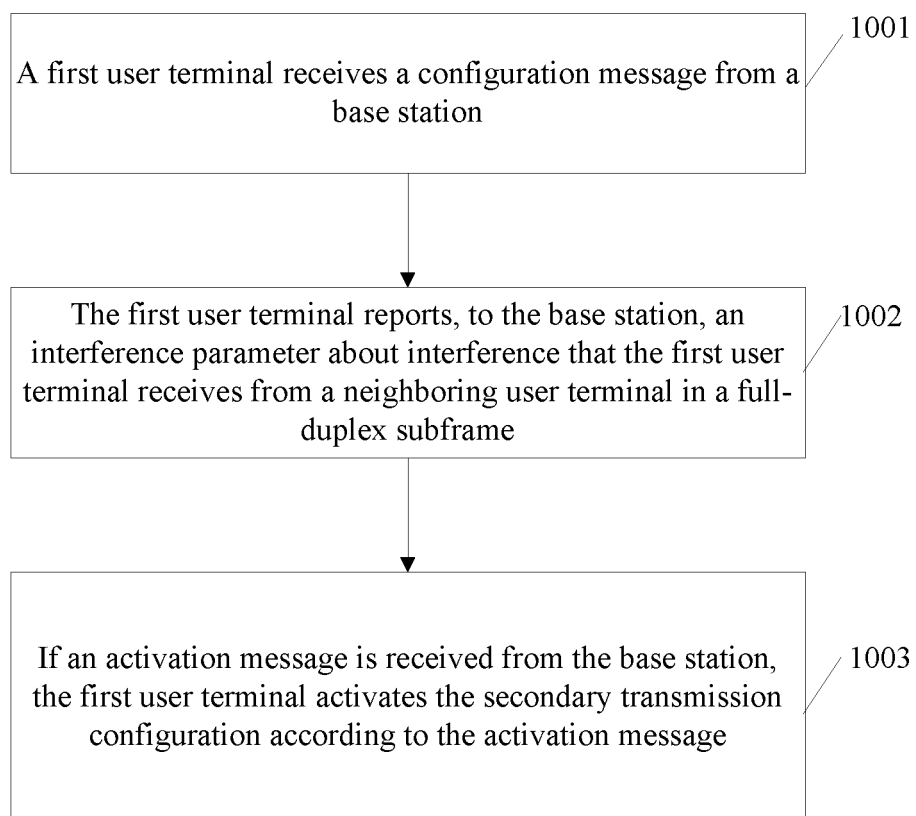 1001
A first user terminal receives a configuration message from a
base station
The first user terminal reports, to the base station, an
interference parameter about interference that the first user
terminal receives from a neighboring user terminal in a full-
duplex subframe
1002
If an activation message is received from the base station,
the first user terminal activates the secondary transmission
configuration according to the activation message
1003